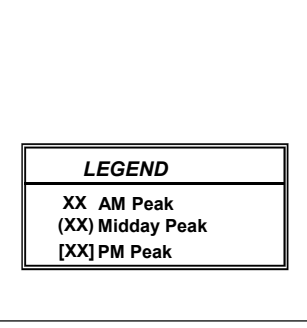 LEGEND
XX AM Peak
(XX) Midday Peak
[XX] PM Peak